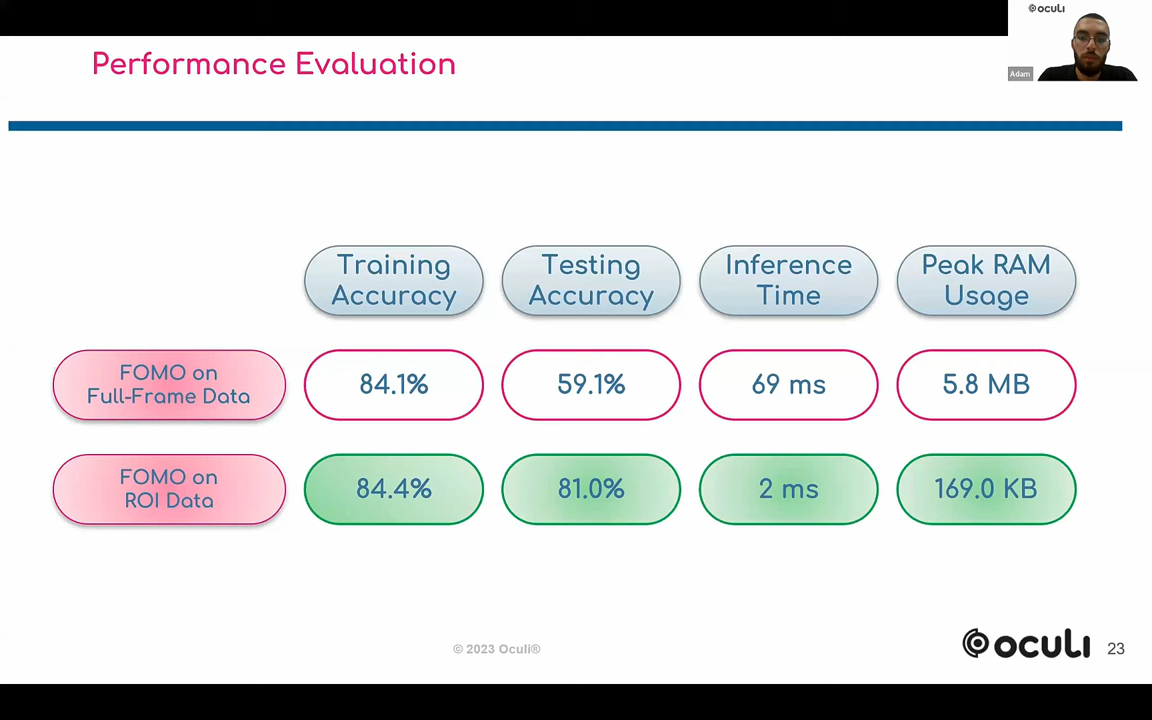 oculi
Adam
Performance Evaluation
Training
Accuracy
Testing
Accuracy
Inference
Time
Peak RAM
Usage
FOMO on
Full-Frame Data
84.1%
59.1%
69 ms
5.8 MB
FOMO on
ROI Data
84.4%
81.0%
2 ms
169.0 KB
© 2023 Oculi®
oculi
23